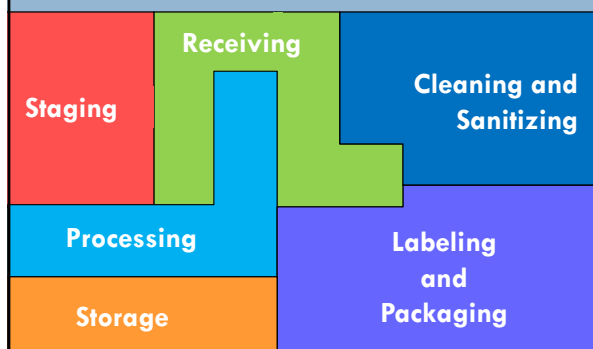 Receiving
Cleaning and
Sanitizing
Staging
Processing
Labeling
and
Packaging
Storage